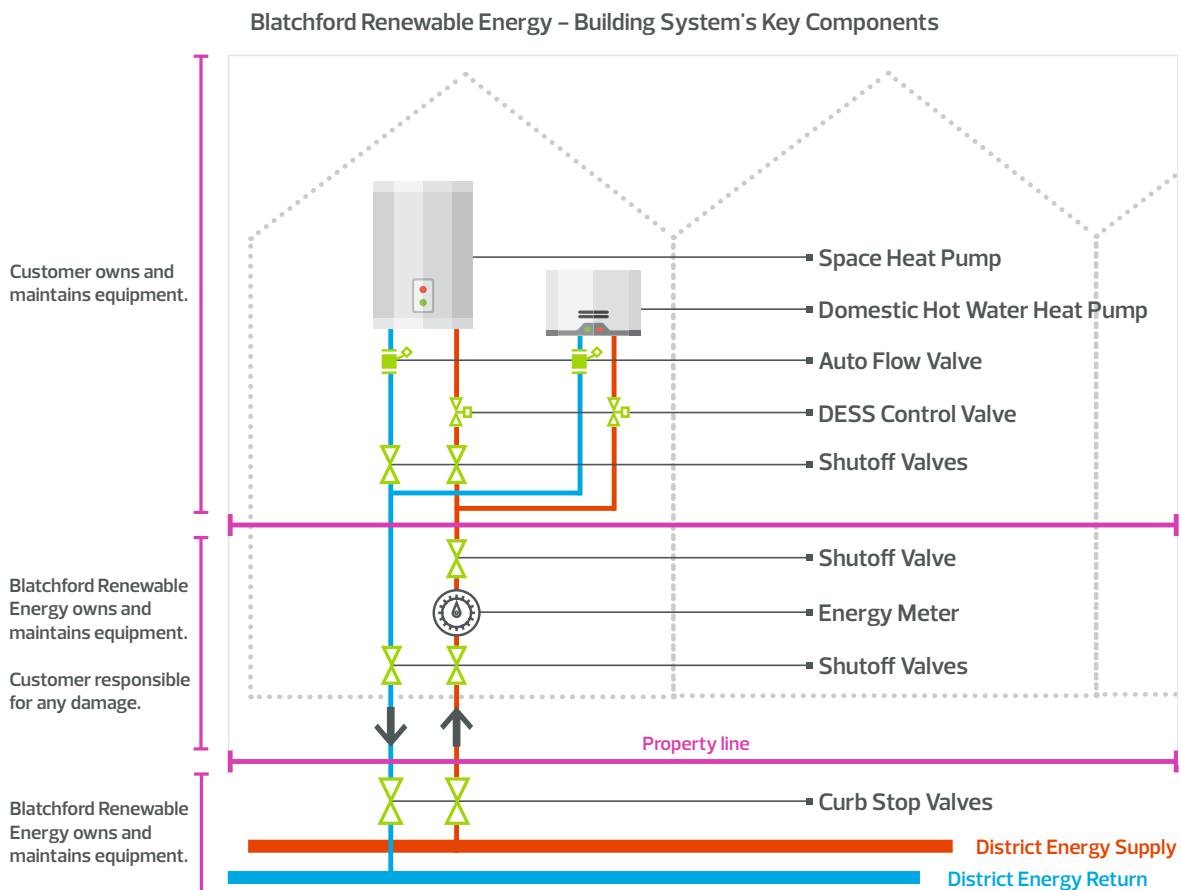 Blatchford Renewable Energy – Building System's Key Components
Customer owns and
maintains equipment.
Space Heat Pump
Domestic Hot Water Heat Pump
Auto Flow Valve
DESS Control Valve
Shutoff Valves
Blatchford Renewable
Energy owns and
maintains equipment.
Customer responsible
for any damage.
Shutoff Valve
Energy Meter
Shutoff Valves
Property line
Blatchford Renewable
Energy owns and
maintains equipment.
Curb Stop Valves
District Energy Supply
District Energy Return